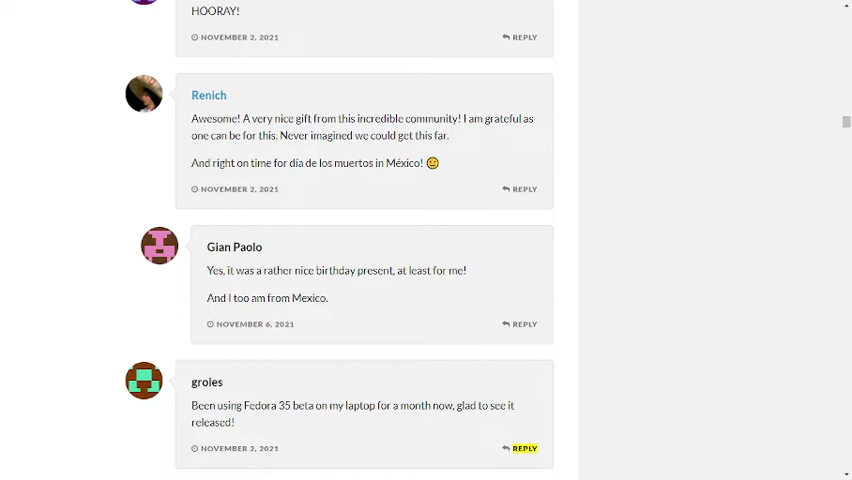 HOORAY!
NOVEMBER 2, 2021
REPLY
Renich
Awesome! A very nice gift from this incredible community! I am grateful as
one can be for this. Never imagined we could get this far.
And right on time for día de los muertos in México! 🙂
NOVEMBER 2, 2021
REPLY
Gian Paolo
Yes, it was a rather nice birthday present, at least for me!
And I too am from Mexico.
NOVEMBER 6, 2021
REPLY
groles
Been using Fedora 35 beta on my laptop for a month now, glad to see it
released!
NOVEMBER 2, 2021
REPLY